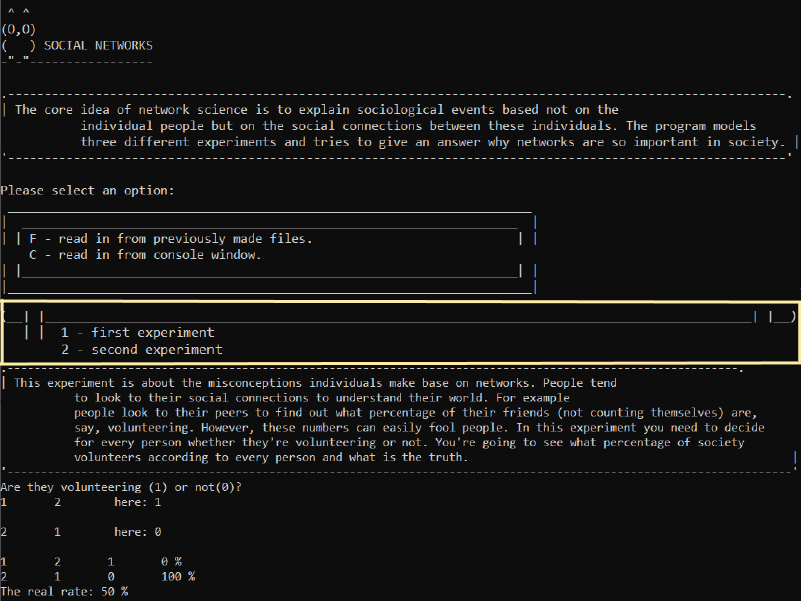 ^ ^
(O,O)
(   ) SOCIAL NETWORKS
-"-"-----------------
The core idea of network science is to explain sociological events based not on the
individual people but on the social connections between these individuals. The program models
three different experiments and tries to give an answer why networks are so important in society.
Please select an option:
F - read in from previously made files.
C - read in from console window.
1 - first experiment
2 - second experiment
This experiment is about the misconceptions individuals make base on networks. People tend
to look to their social connections to understand their world. For example
people look to their peers to find out what percentage of their friends (not counting themselves) are,
say, volunteering. However, these numbers can easily fool people. In this experiment you need to decide
for every person whether they're volunteering or not. You're going to see what percentage of society
volunteers according to every person and what is the truth.
Are they volunteering (1) or not(0)?
1 2 here: 1
2 1 here: 0
1 2 1 0 %
2 1 0 100 %
The real rate: 50 %